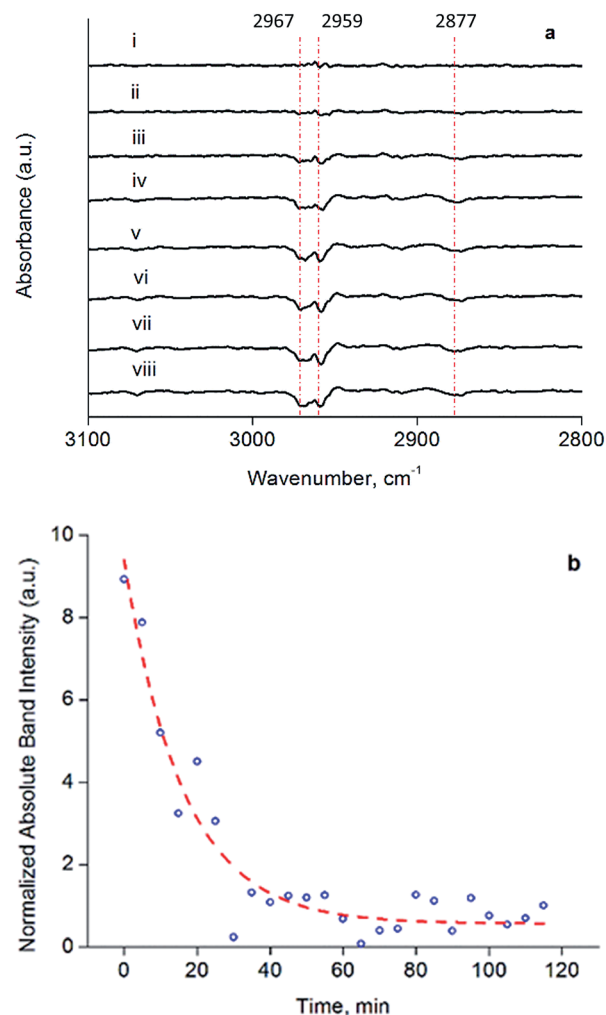 2967 2959 2877
a
i
ii
iii
iv
v
vi
vii
viii
Absorbance (a.u.)
3100 3000 2900 2800
Wavenumber, cm⁻¹
b
10
8
6
4
2
0
Normalized Absolute Band Intensity (a.u.)
0 20 40 60 80 100 120
Time, min